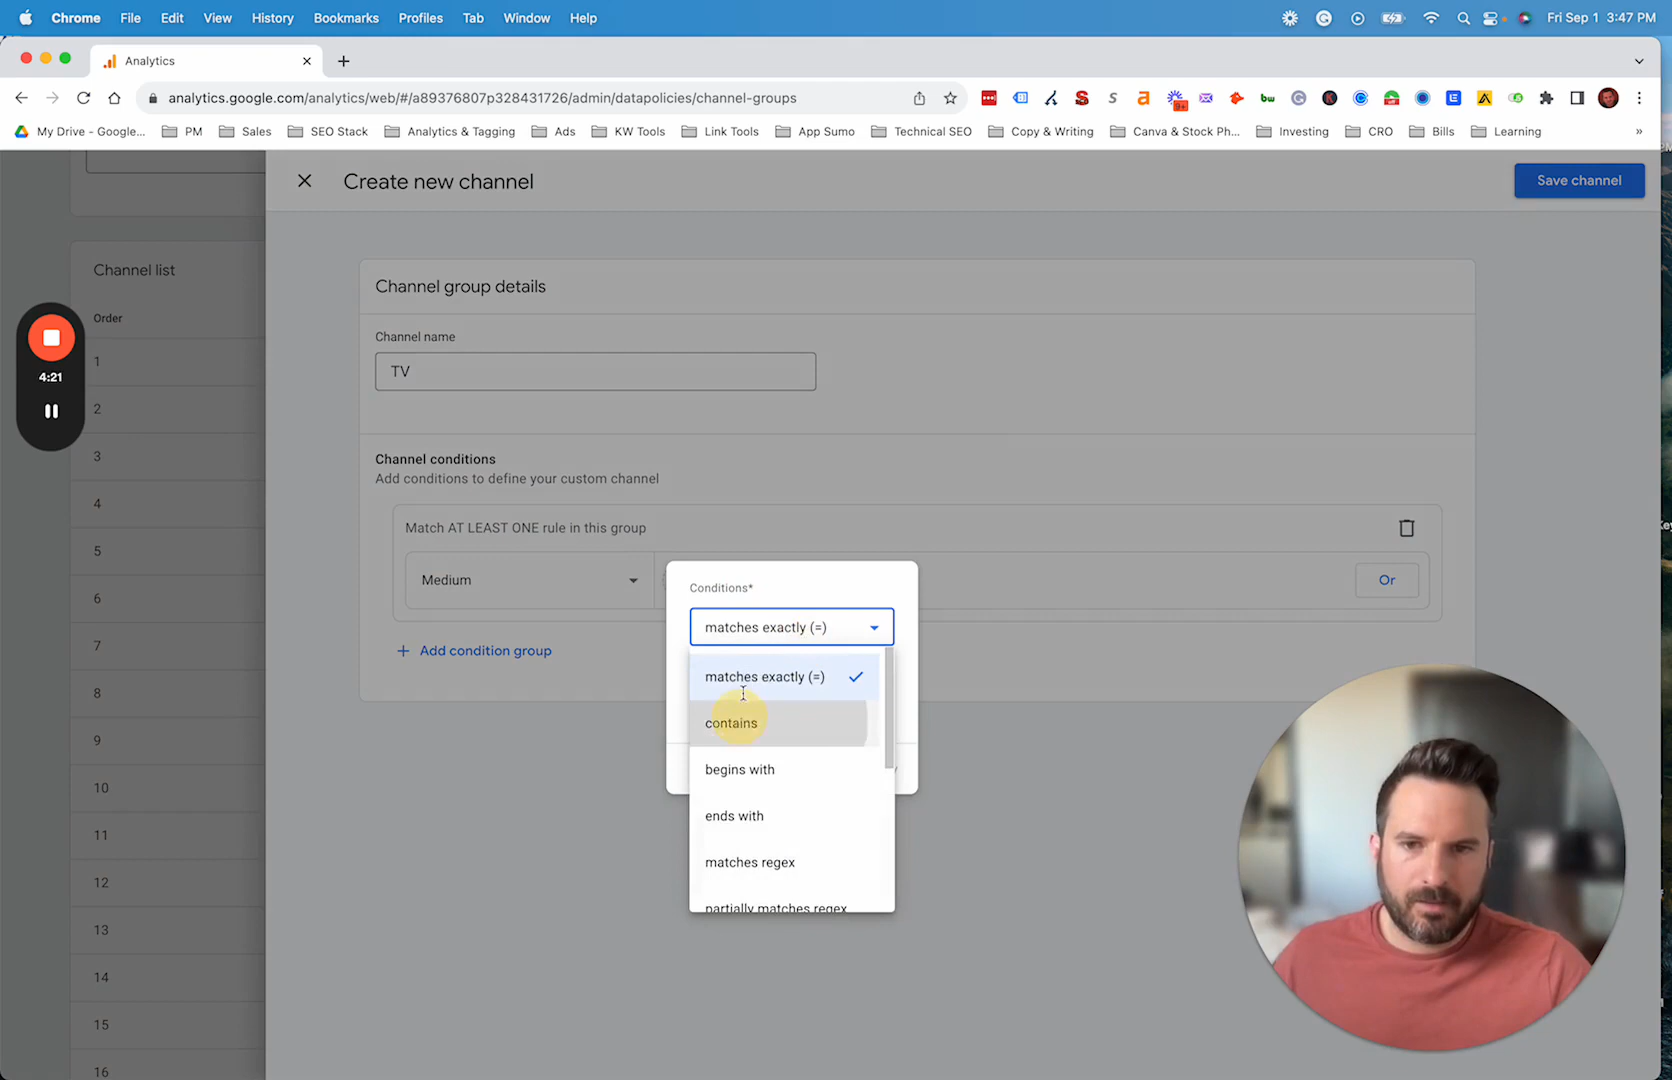 Chrome File Edit View History Bookmarks Profiles Tab Window Help
Fri Sep 1 3:47 PM
Analytics
analytics.google.com/analytics/web/#/a89376807p328431726/admin/datapolicies/channel-groups
My Drive - Google... PM Sales SEO Stack Analytics & Tagging Ads KW Tools Link Tools App Sumo Technical SEO Copy & Writing Canva & Stock Ph... Investing CRO Bills Learning »
Create new channel
Save channel
Channel list
Order
1
2
3
4
5
6
7
8
9
10
11
12
13
14
15
16
4:21
Channel group details
Channel name
TV
Channel conditions
Add conditions to define your custom channel
Match AT LEAST ONE rule in this group
Medium
Or
+ Add condition group
Conditions*
matches exactly (=)
matches exactly (=)
contains
begins with
ends with
matches regex
partially matches regex